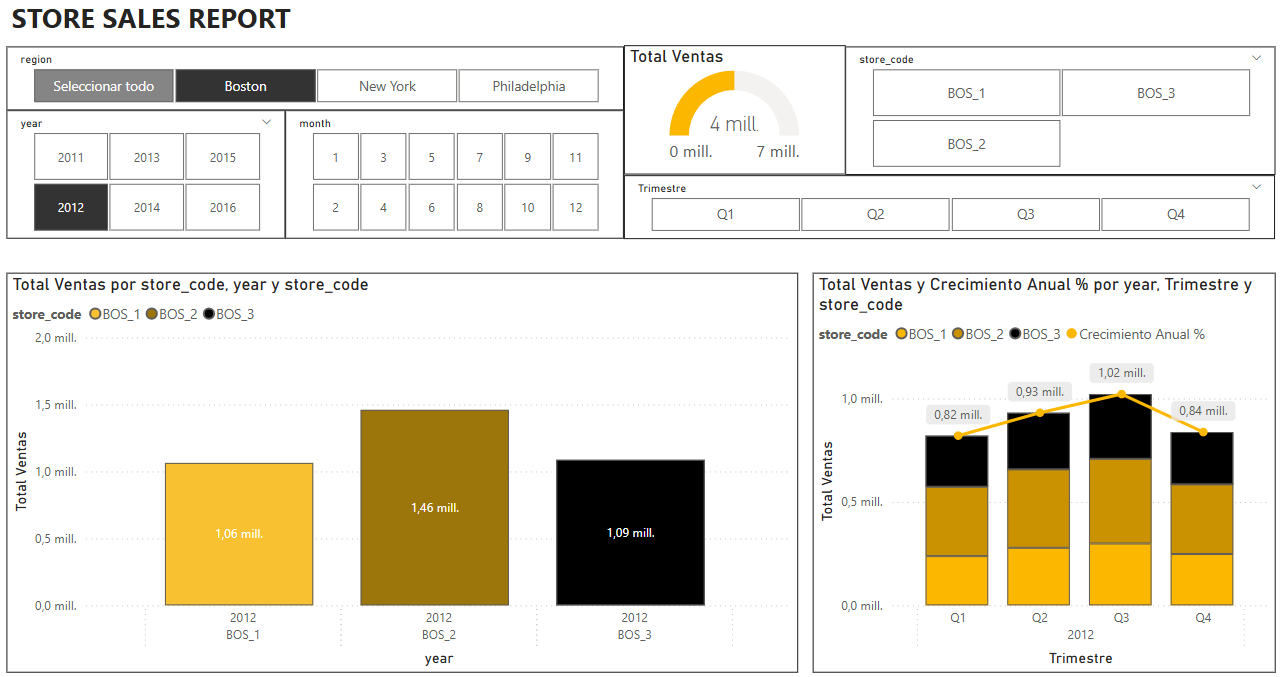 STORE SALES REPORT
region
Seleccionar todo Boston New York Philadelphia
year
2011 2013 2015
2012 2014 2016
month
1 3 5 7 9 11
2 4 6 8 10 12
Total Ventas
4 mill.
0 mill. 7 mill.
store_code
BOS_1 BOS_3
BOS_2
Trimestre
Q1 Q2 Q3 Q4
Total Ventas por store_code, year y store_code
store_code BOS_1 BOS_2 BOS_3
Total Ventas
2,0 mill.
1,5 mill.
1,0 mill.
0,5 mill.
0,0 mill.
1,06 mill. 1,46 mill. 1,09 mill.
2012 2012 2012
BOS_1 BOS_2 BOS_3
year
Total Ventas y Crecimiento Anual % por year, Trimestre y
store_code
store_code BOS_1 BOS_2 BOS_3 Crecimiento Anual %
Total Ventas
1,0 mill.
0,5 mill.
0,0 mill.
0,82 mill. 0,93 mill. 1,02 mill. 0,84 mill.
Q1 Q2 Q3 Q4
2012
Trimestre